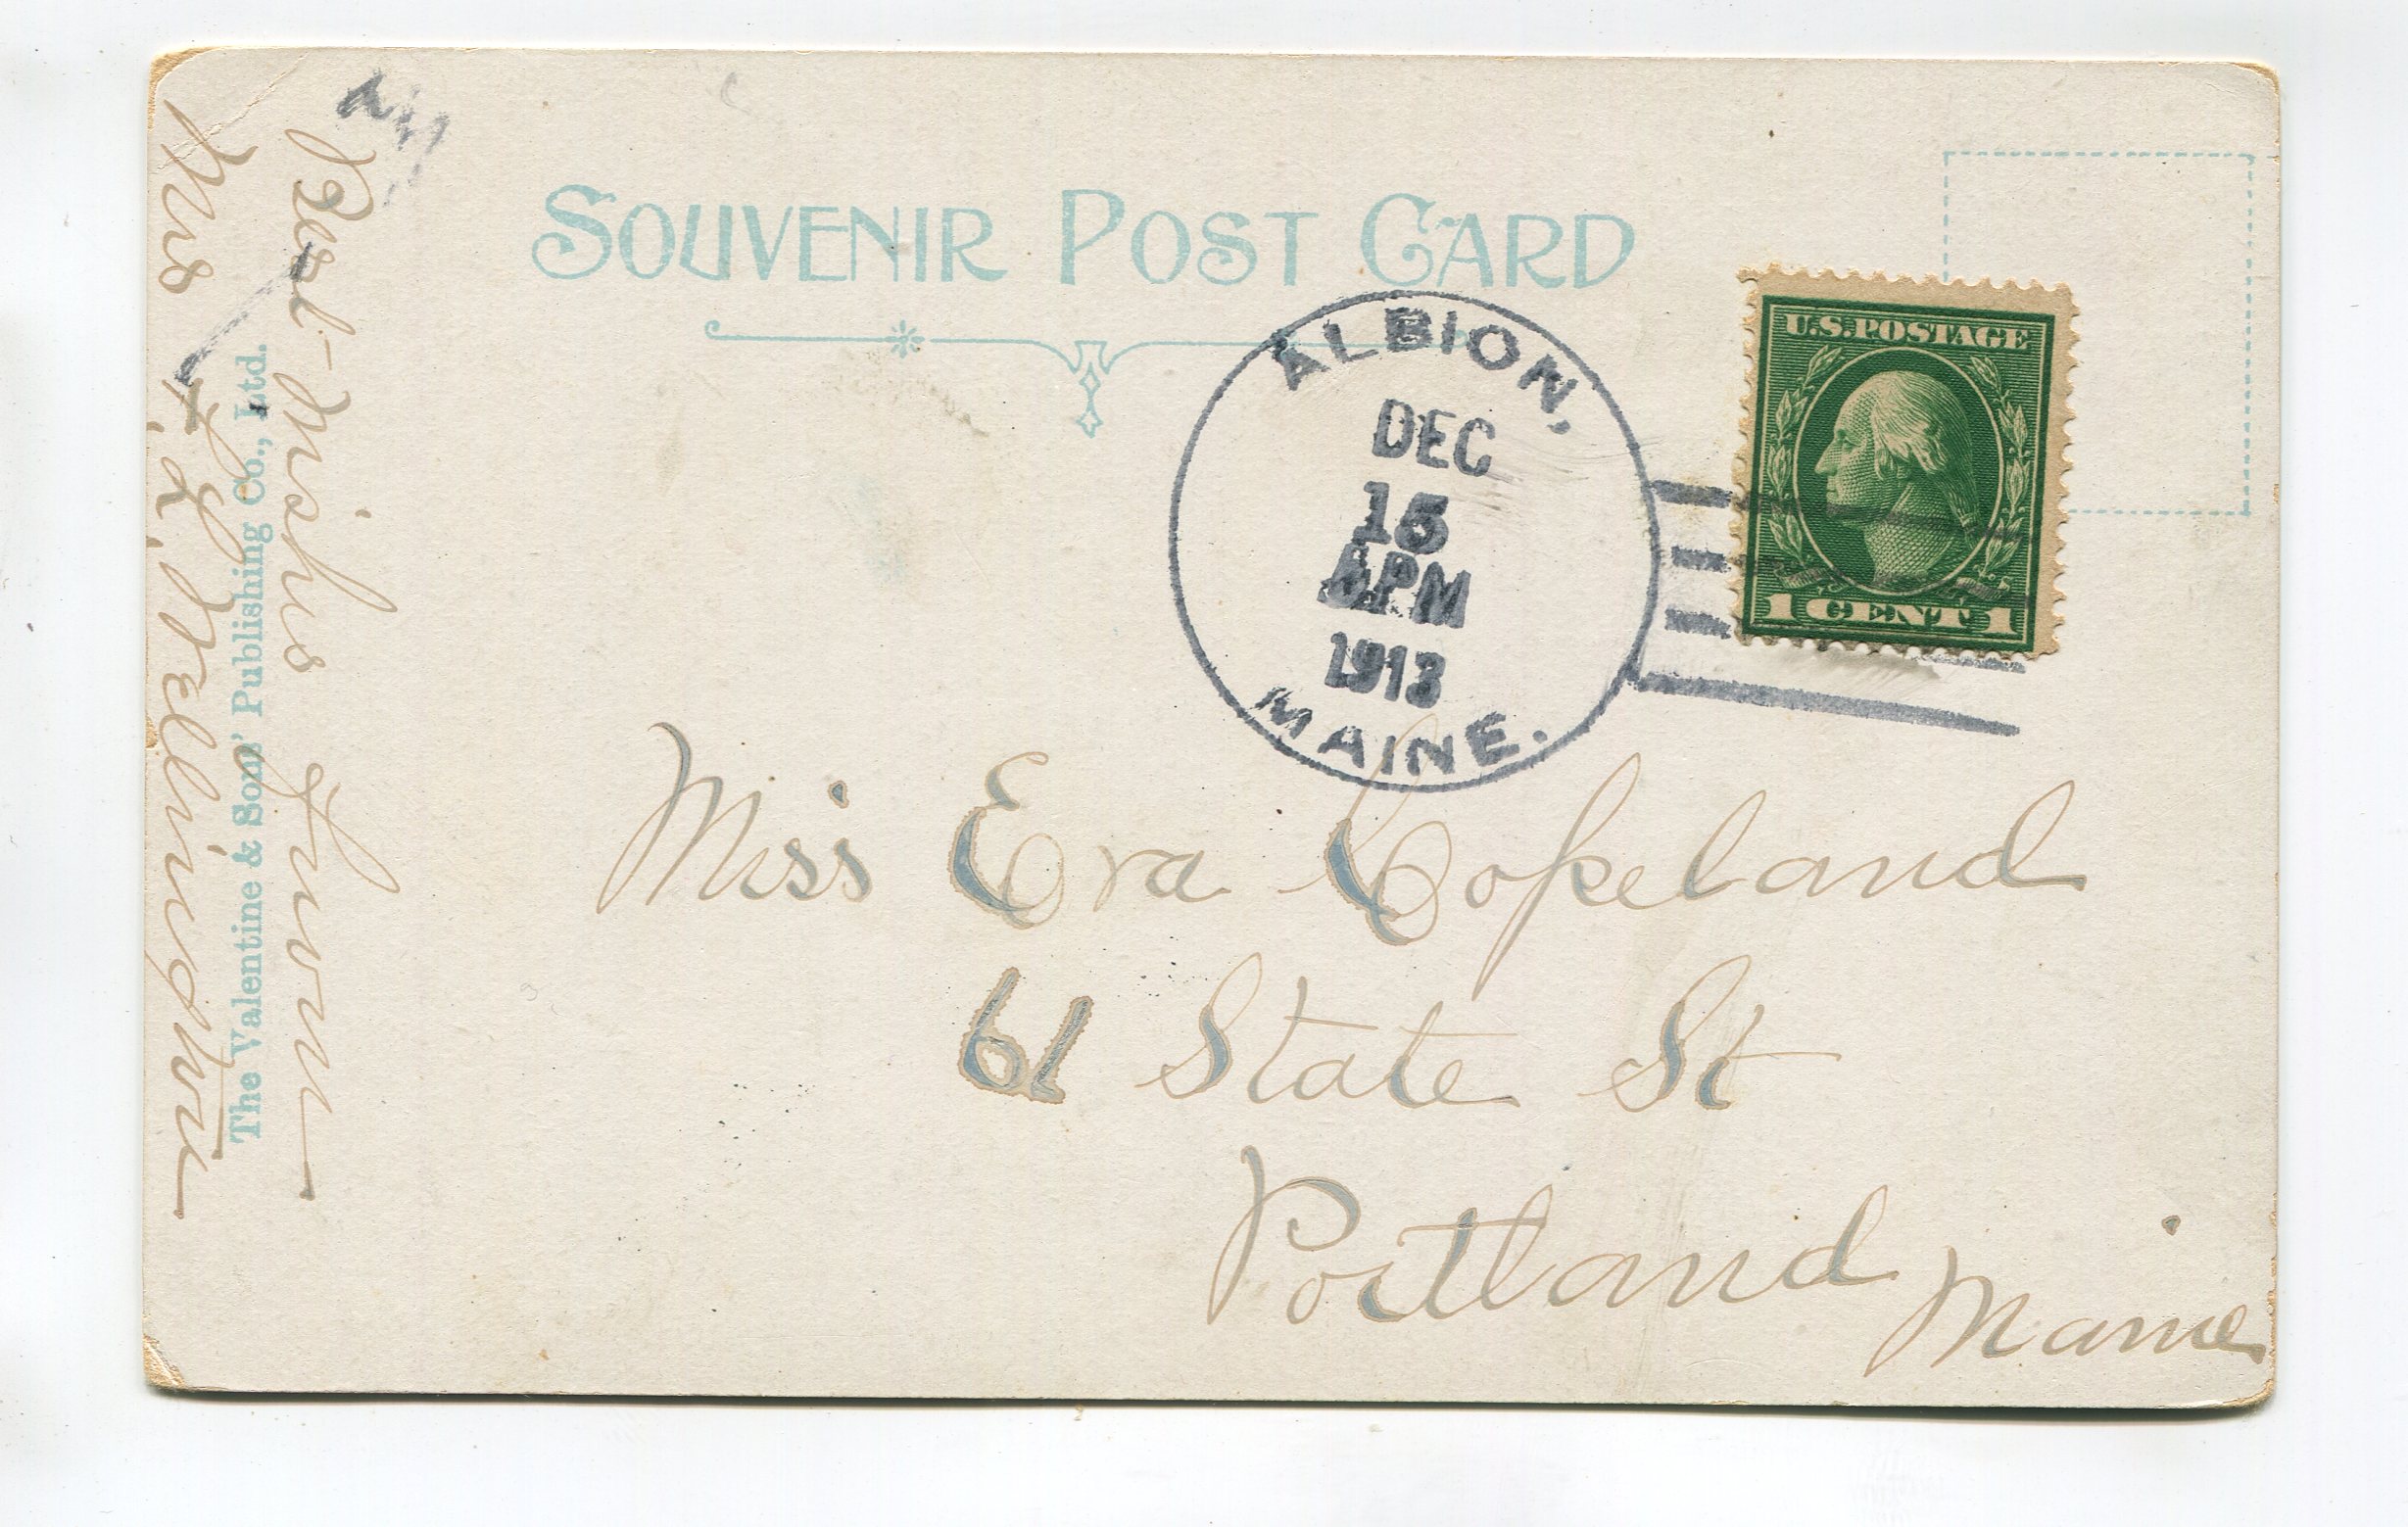 SOUVENIR POST CARD
ALBION,
DEC
15
PM
1913
MAINE.
U.S. POSTAGE
1 CENT 1
Miss Eva Copeland
61 State St
Portland
Maine
Best Wishes from
Mrs
The Valentine & Sons' Publishing Co., Ltd.